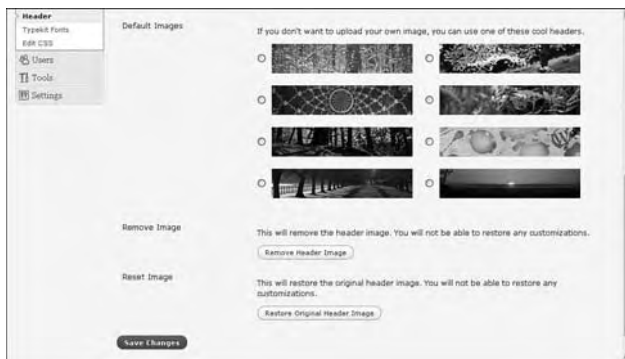 Header
Typekit Fonts
Edit CSS
Users
Tools
Settings
Default Images
If you don't want to upload your own image, you can use one of these cool headers.
Remove Image
This will remove the header image. You will not be able to restore any customizations.
Remove Header Image
Reset Image
This will restore the original header image. You will not be able to restore any
customizations.
Restore Original Header Image
Save Changes